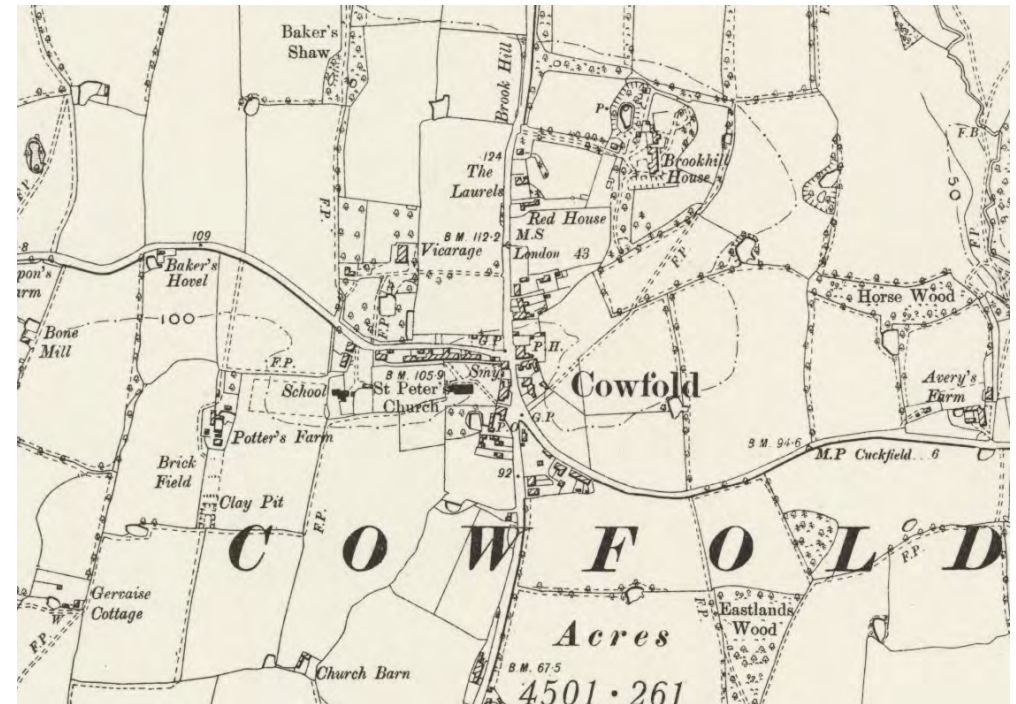 Baker's
Shaw
Brook Hill
F.P.
P.
F.B.
124
The
Laurels
Brookhill
House
50
F.P.
F.P.
F.P.
Red House
M.S
London 43
B M. 112·2
Vicarage
F.P.
109
Baker's
Hovel
Horse Wood
100
Bone
Mill
F.P.
G.P.
P.H.
F.P.
B M. 105·9
Smy.
School
St Peter's
Church
Cowfold
Avery's
Farm
P.O.
G.P.
Potter's Farm
B M. 94·6
M.P Cuckfield...6
Brick
Field
92
Clay Pit
F.P.
COWFOLD
F.P.
Gervaise
Cottage
W
F.P.
F.P.
Eastlands
Wood
Acres
B M. 67·5
Church Barn
4501·261